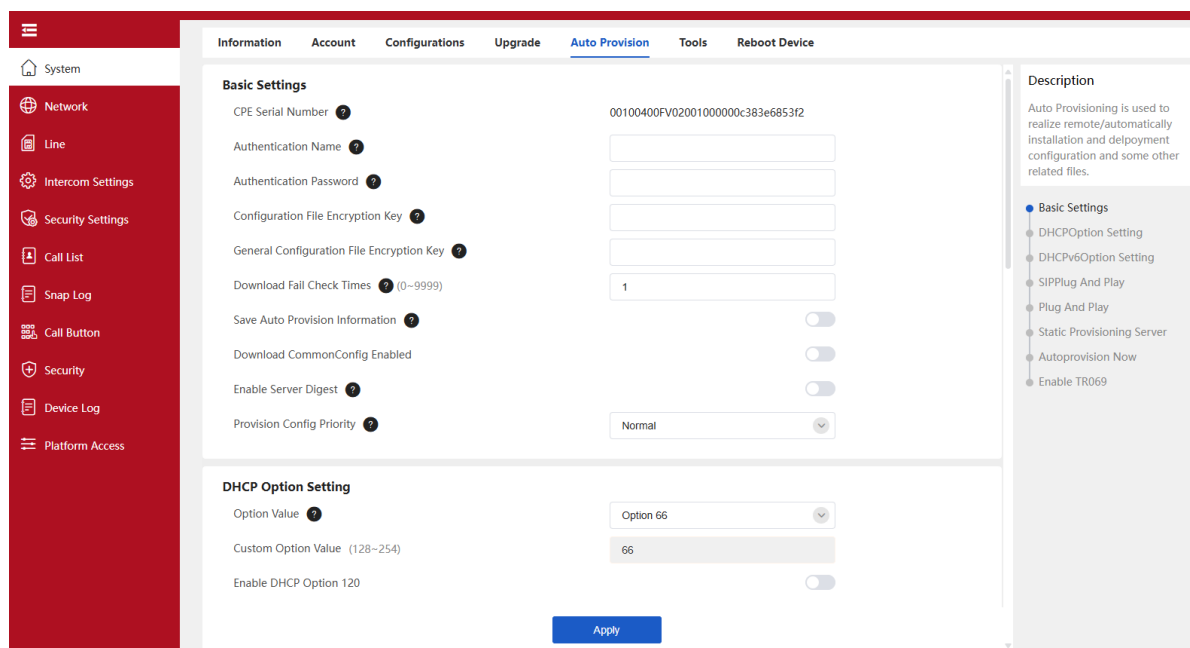 Information Account Configurations Upgrade Auto Provision Tools Reboot Device
System
Network
Line
Intercom Settings
Security Settings
Call List
Snap Log
Call Button
Security
Device Log
Platform Access
Basic Settings
CPE Serial Number ? 00100400FV02001000000c383e6853f2
Authentication Name ?
Authentication Password ?
Configuration File Encryption Key ?
General Configuration File Encryption Key ?
Download Fail Check Times ? (0~9999) 1
Save Auto Provision Information ?
Download CommonConfig Enabled
Enable Server Digest ?
Provision Config Priority ? Normal
DHCP Option Setting
Option Value ? Option 66
Custom Option Value (128~254) 66
Enable DHCP Option 120
Apply
Description
Auto Provisioning is used to
realize remote/automatically
installation and delpoyment
configuration and some other
related files.
Basic Settings
DHCPOption Setting
DHCPv6Option Setting
SIPPlug And Play
Plug And Play
Static Provisioning Server
Autoprovision Now
Enable TR069